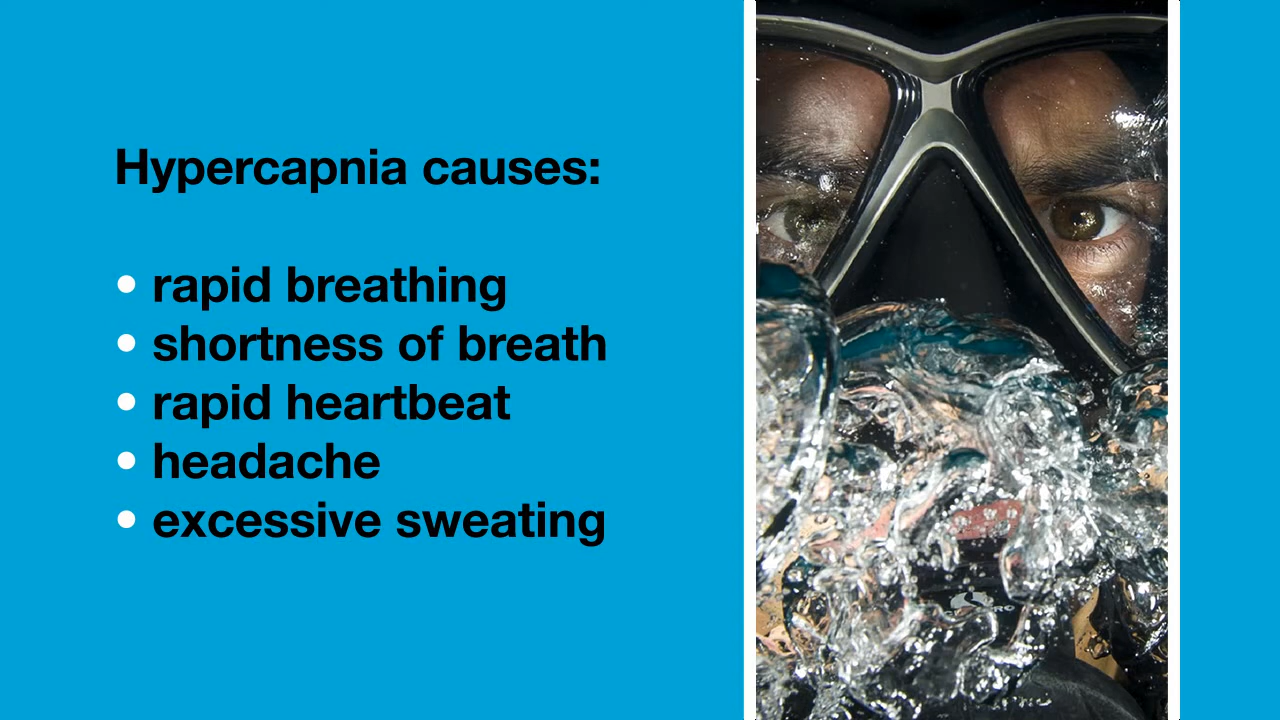 Hypercapnia causes:
• rapid breathing
• shortness of breath
• rapid heartbeat
• headache
• excessive sweating